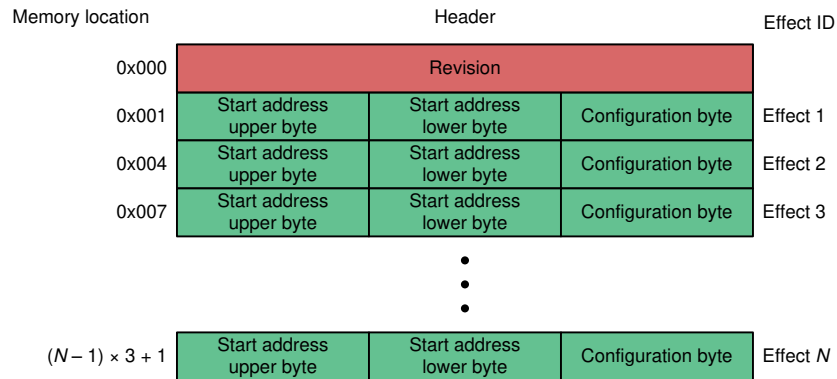 Memory location Header Effect ID
0x000 Revision
0x001 Start address upper byte Start address lower byte Configuration byte Effect 1
0x004 Start address upper byte Start address lower byte Configuration byte Effect 2
0x007 Start address upper byte Start address lower byte Configuration byte Effect 3
(N – 1) × 3 + 1 Start address upper byte Start address lower byte Configuration byte Effect N